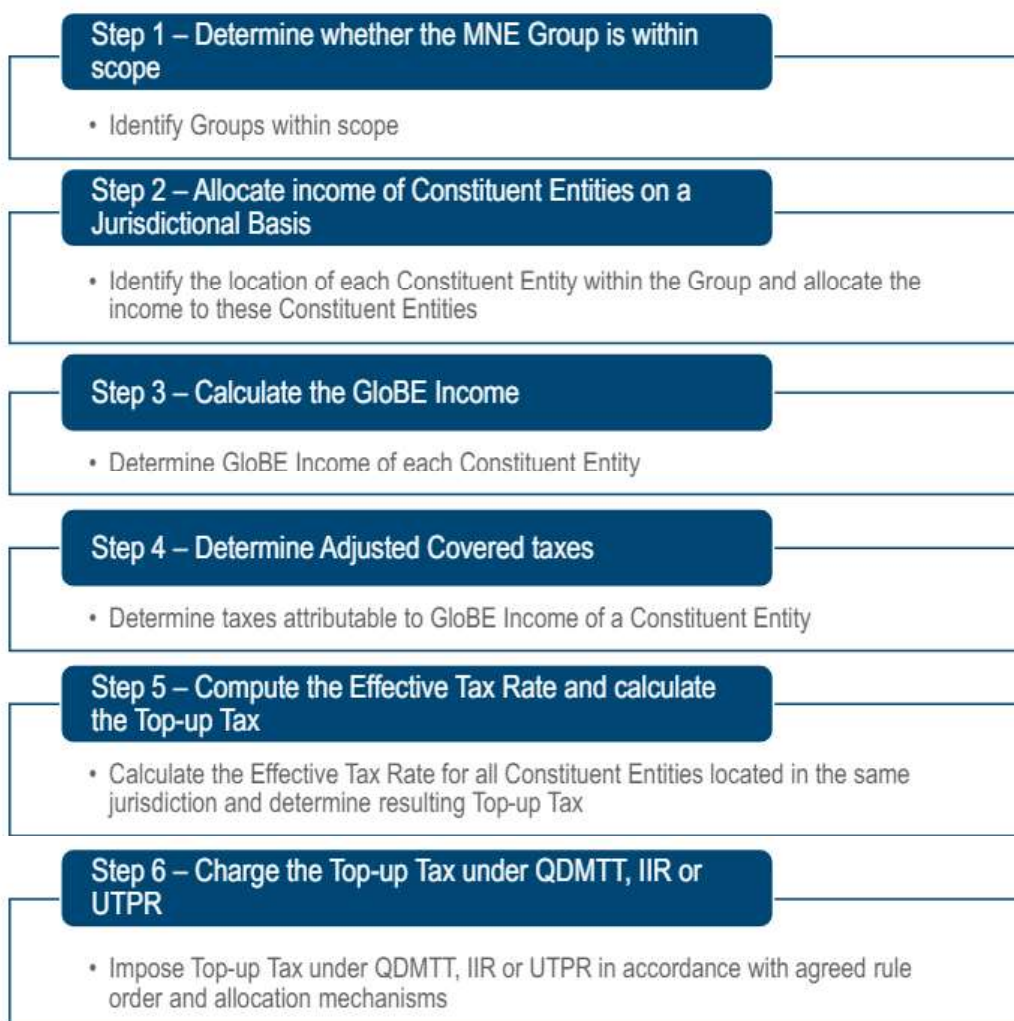 Step 1 – Determine whether the MNE Group is within
scope
• Identify Groups within scope
Step 2 – Allocate income of Constituent Entities on a
Jurisdictional Basis
• Identify the location of each Constituent Entity within the Group and allocate the
income to these Constituent Entities
Step 3 – Calculate the GloBE Income
• Determine GloBE Income of each Constituent Entity
Step 4 – Determine Adjusted Covered taxes
• Determine taxes attributable to GloBE Income of a Constituent Entity
Step 5 – Compute the Effective Tax Rate and calculate
the Top-up Tax
• Calculate the Effective Tax Rate for all Constituent Entities located in the same
jurisdiction and determine resulting Top-up Tax
Step 6 – Charge the Top-up Tax under QDMTT, IIR or
UTPR
• Impose Top-up Tax under QDMTT, IIR or UTPR in accordance with agreed rule
order and allocation mechanisms